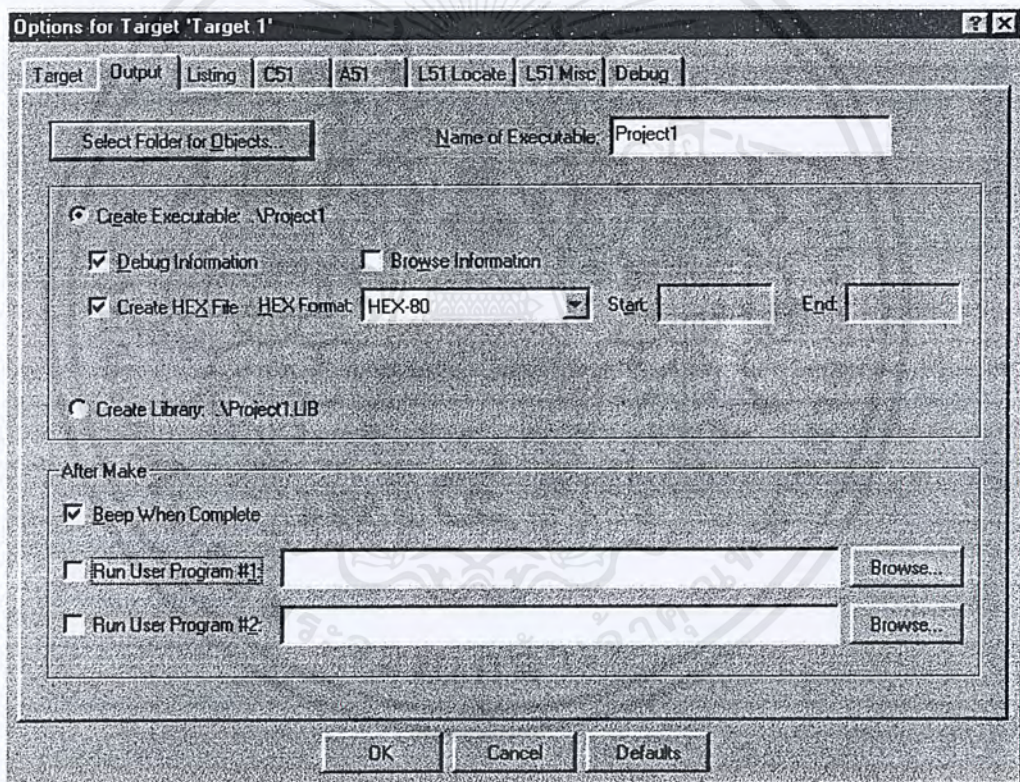 Options for Target 'Target 1'
Target Output Listing C51 A51 L51 Locate L51 Misc Debug
Select Folder for Objects... Name of Executable: Project1
Create Executable: .\Project1
Debug Information Browse Information
Create HEX File HEX Format: HEX-80 Start: End:
Create Library: .\Project1.LIB
After Make
Beep When Complete
Run User Program #1: Browse...
Run User Program #2: Browse...
OK Cancel Defaults